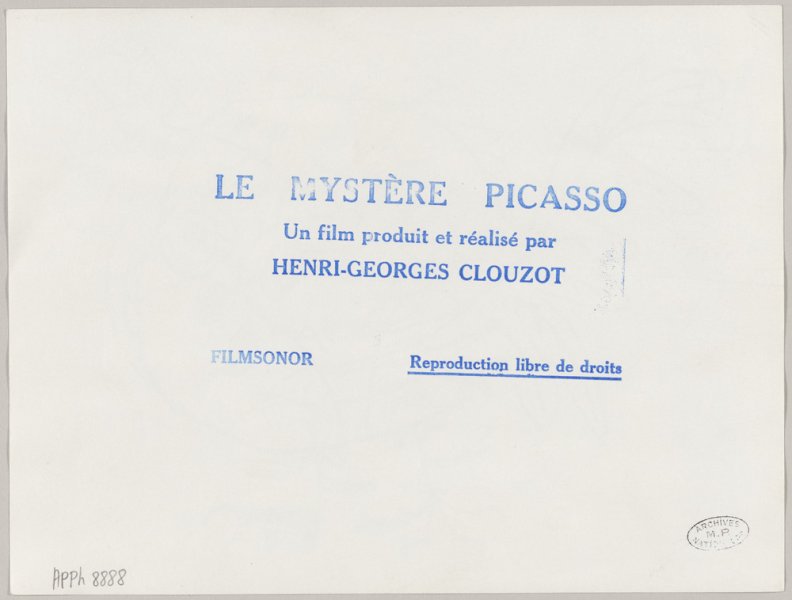 LE MYSTÈRE PICASSO
Un film produit et réalisé par
HENRI-GEORGES CLOUZOT
FILMSONOR
Reproduction libre de droits
ARCHIVES
M.P
APPh 8888